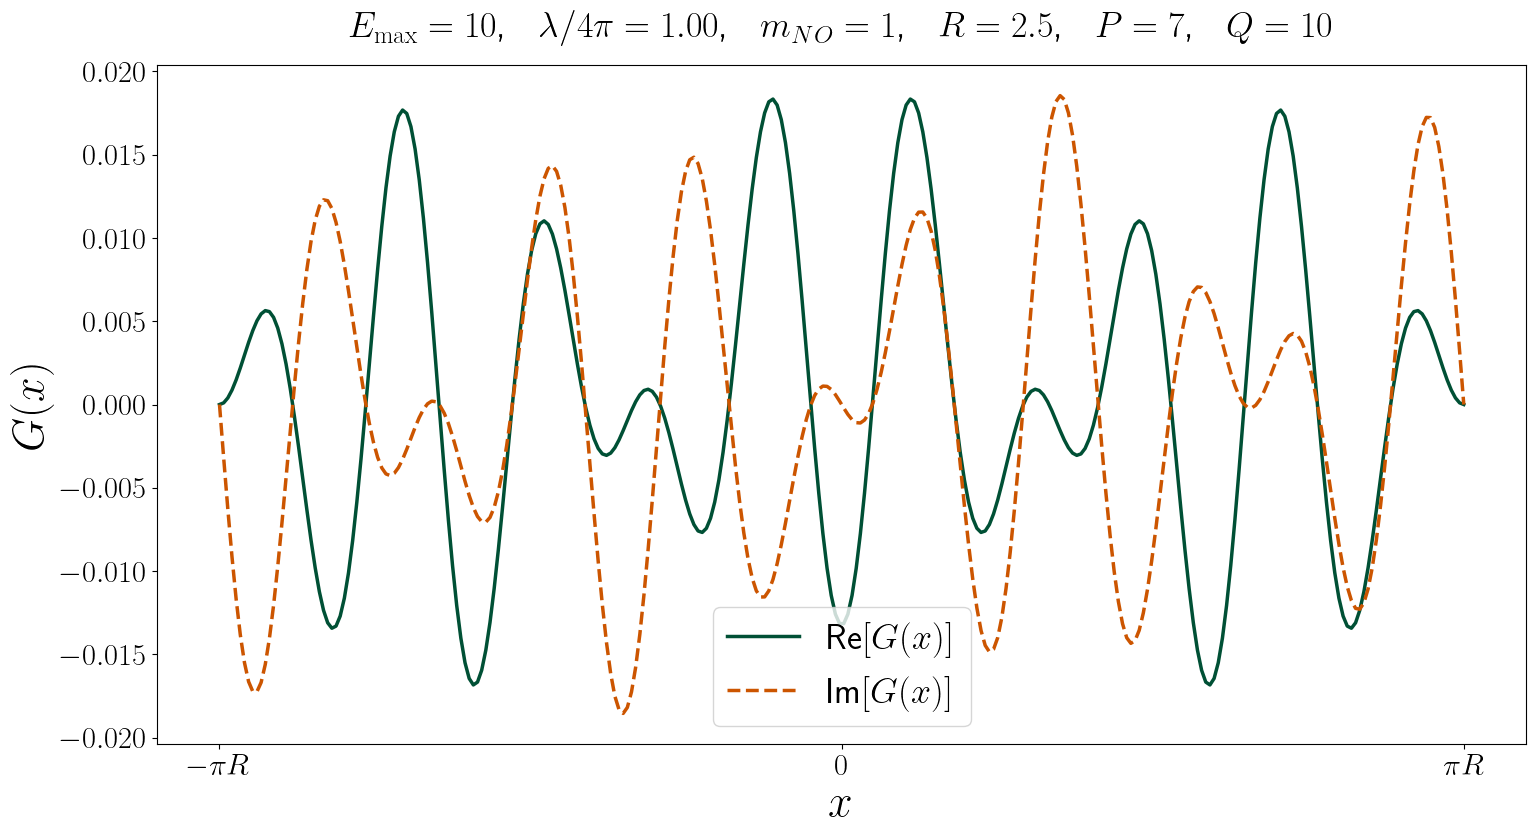 E_max = 10, λ/4π = 1.00, m_NO = 1, R = 2.5, P = 7, Q = 10
0.020
0.015
0.010
0.005
0.000
−0.005
−0.010
−0.015
−0.020
G(x)
Re[G(x)]
Im[G(x)]
−πR 0 πR
x